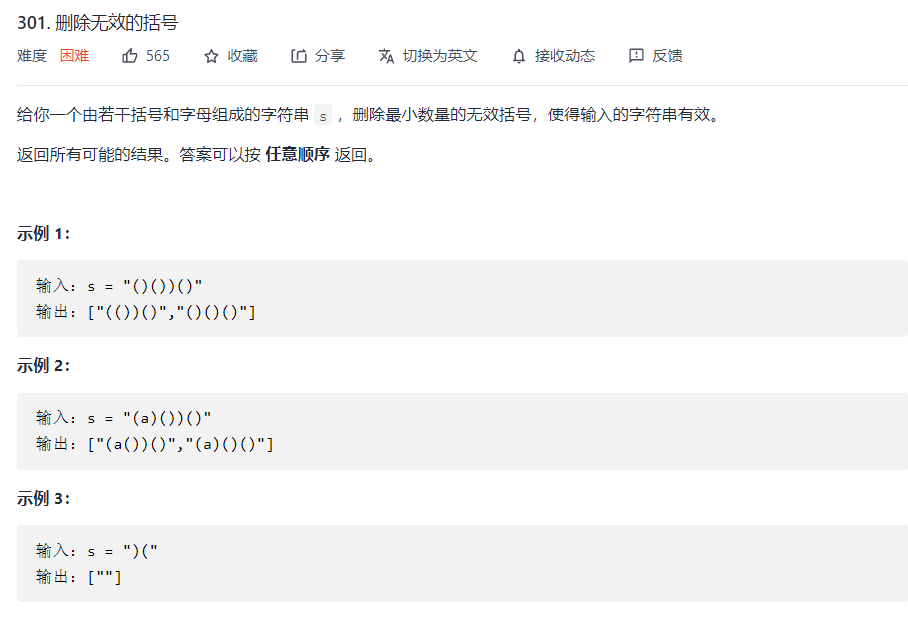 301. 删除无效的括号
难度 困难 565 收藏 分享 切换为英文 接收动态 反馈
给你一个由若干括号和字母组成的字符串 s ，删除最小数量的无效括号，使得输入的字符串有效。
返回所有可能的结果。答案可以按 任意顺序 返回。
示例 1：
输入：s = "()())()"
输出：["(())()","()()()"]
示例 2：
输入：s = "(a)())()"
输出：["(a())()","(a)()()"]
示例 3：
输入：s = ")("
输出：[""]